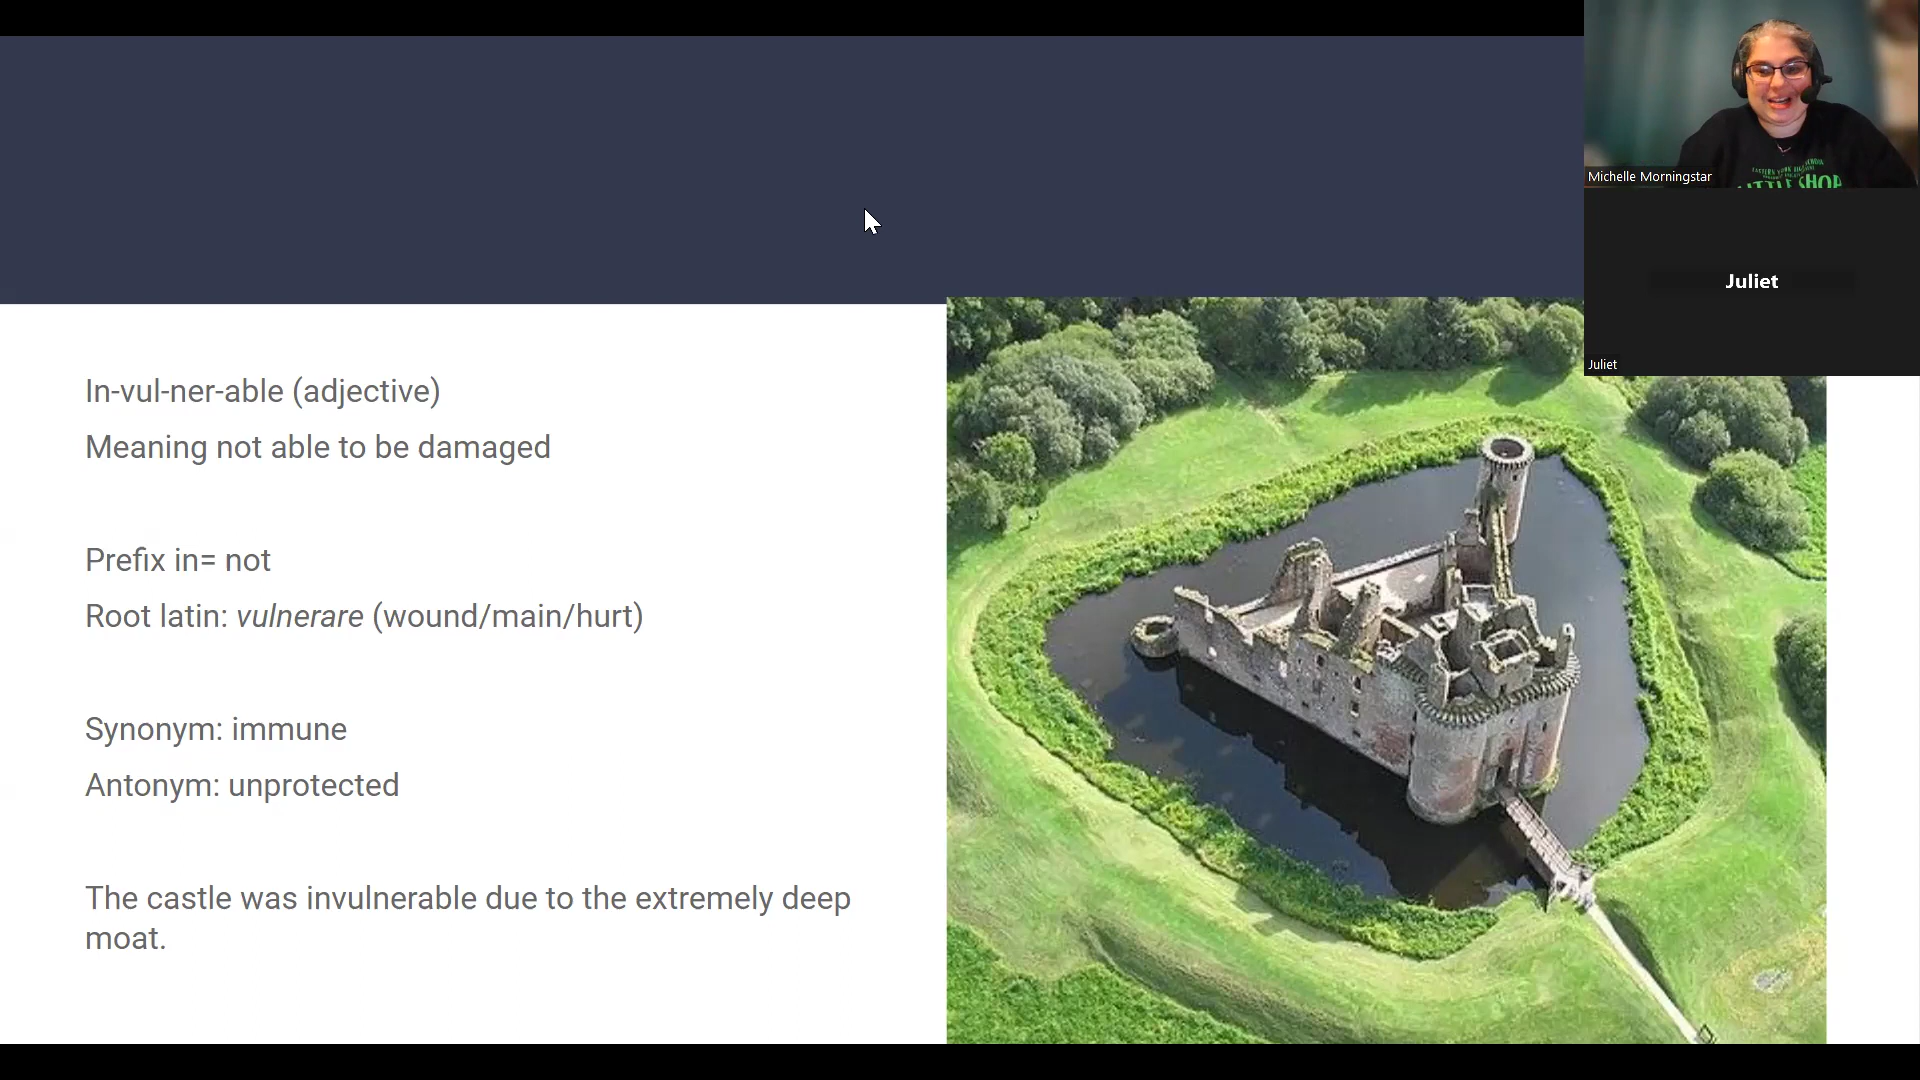 In-vul-ner-able (adjective)
Meaning not able to be damaged
Prefix in= not
Root latin: vulnerare (wound/main/hurt)
Synonym: immune
Antonym: unprotected
The castle was invulnerable due to the extremely deep
moat.
Michelle Morningstar
Juliet
Juliet